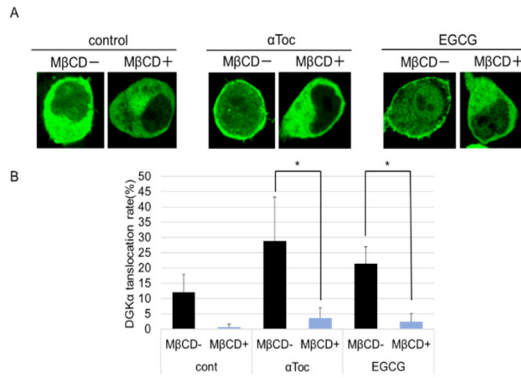 A
control
αToc
EGCG
MβCD− MβCD+ MβCD− MβCD+ MβCD− MβCD+
B
DGKα tanslocation rate(%)
50
45
40
35
30
25
20
15
10
5
0
* *
MβCD- MβCD+ MβCD- MβCD+ MβCD- MβCD+
cont αToc EGCG